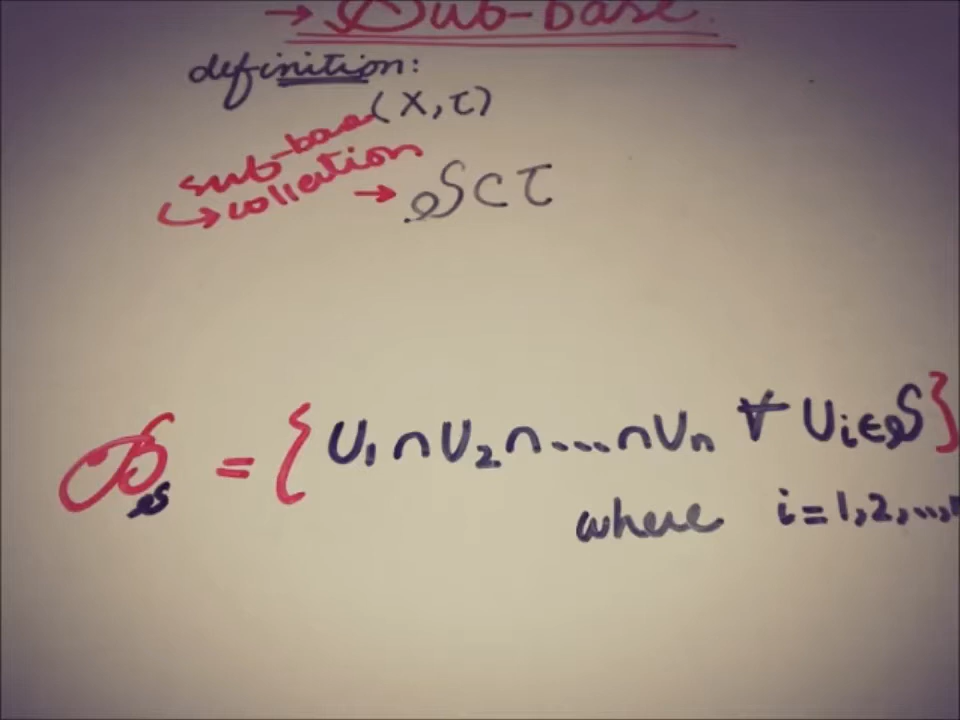 → Sub-base.
definition:
(X, τ)
sub-base
↪ collection
→ 𝒮 ⊂ τ
ℬ𝒮 = { U₁ ∩ U₂ ∩ .... ∩ Uₙ ∀ Uᵢ ∈ 𝒮 }
where i = 1, 2, ..., n